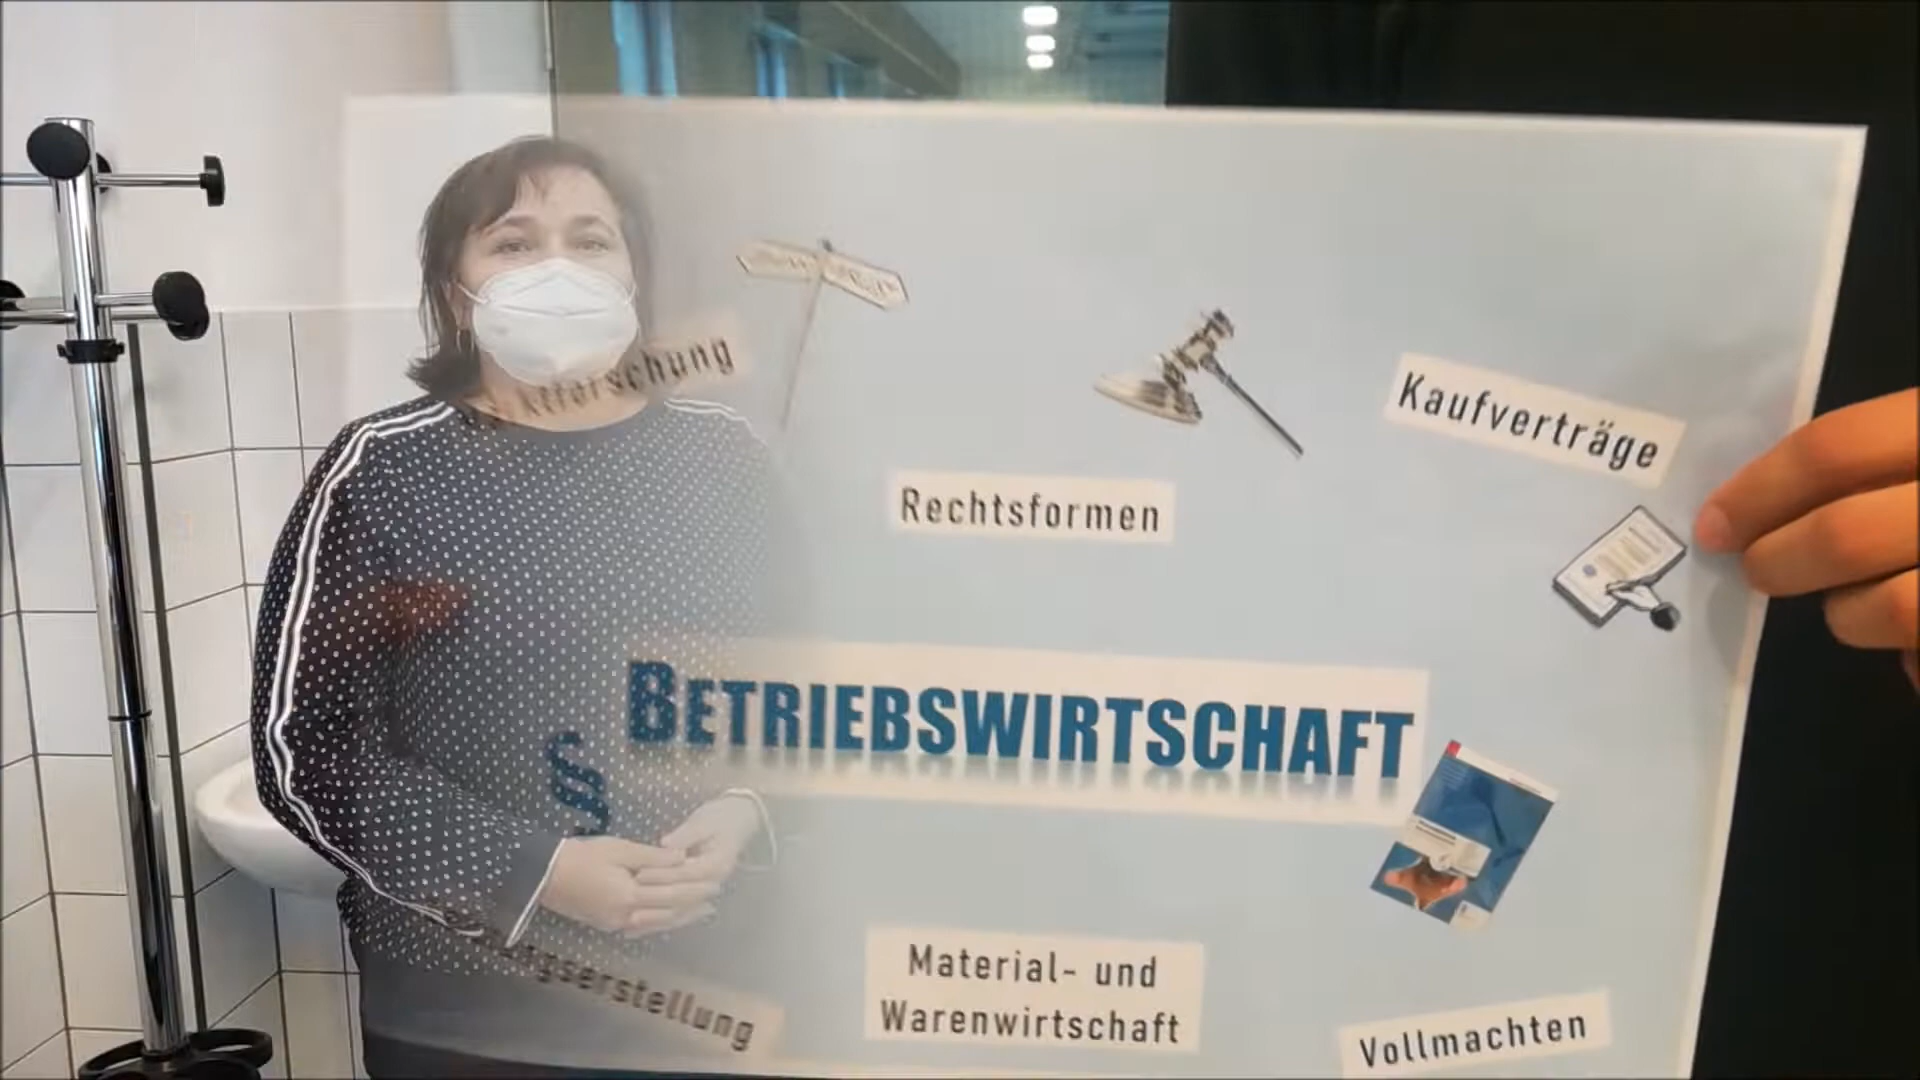 Kaufverträge
Rechtsformen
BETRIEBSWIRTSCHAFT
§
Material- und
Warenwirtschaft
Vollmachten